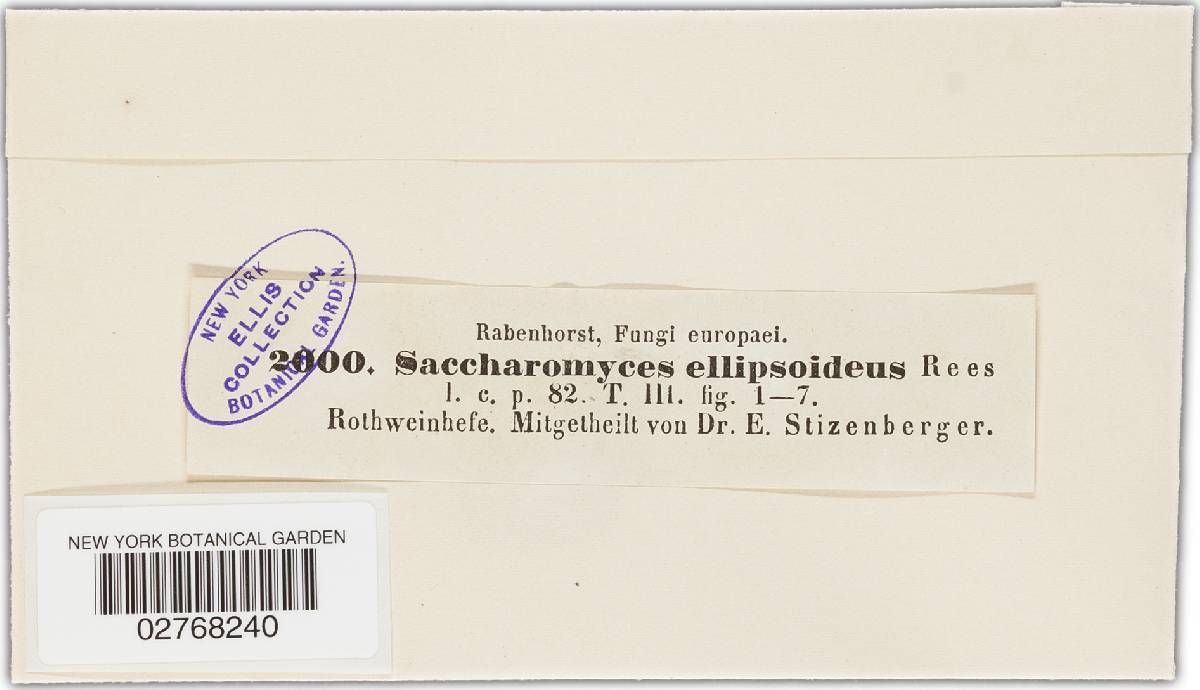 NEW YORK
ELLIS
COLLECTION
BOTANICAL GARDEN.
Rabenhorst, Fungi europaei.
2000. Saccharomyces ellipsoideus Rees
l. c. p. 82. T. III. fig. 1—7.
Rothweinhefe. Mitgetheilt von Dr. E. Stizenberger.
NEW YORK BOTANICAL GARDEN
02768240